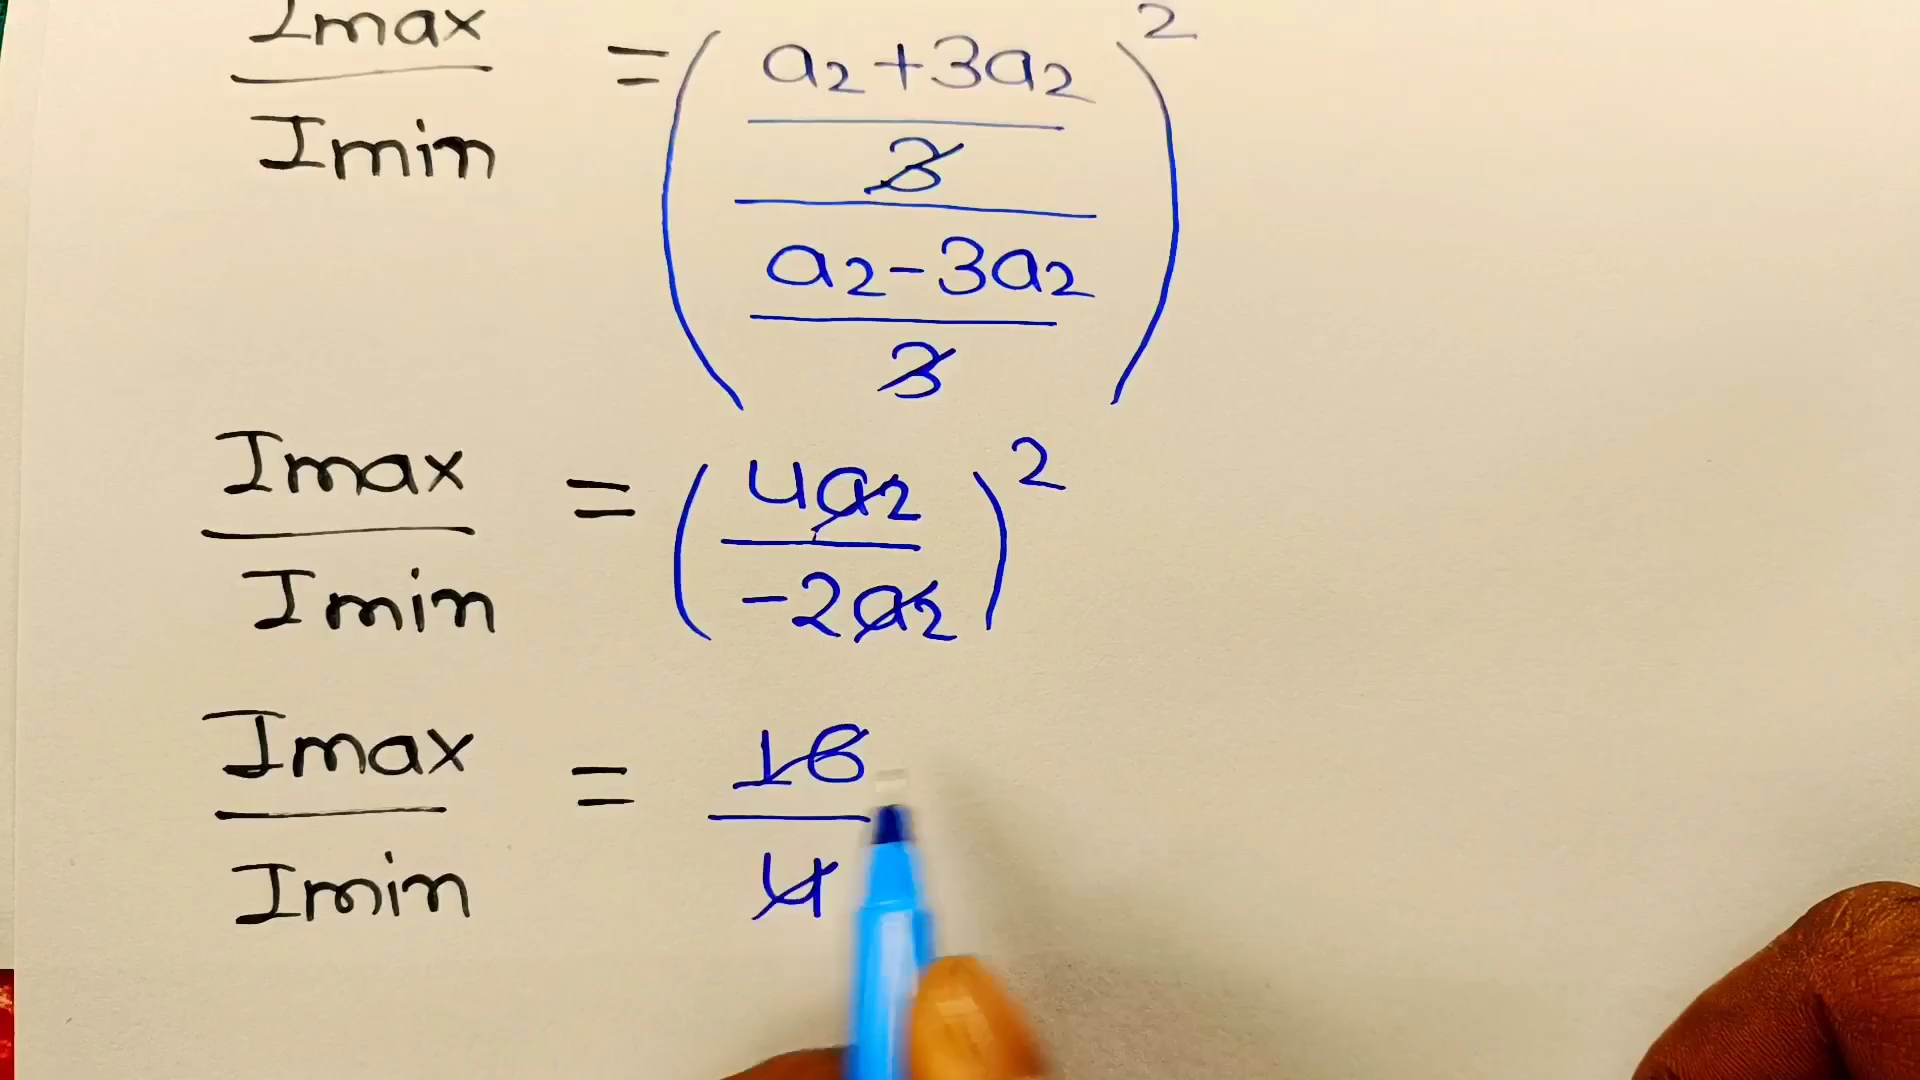 Imax/Imin = ((a2+3a2)/3 / (a2-3a2)/3)²
Imax/Imin = (4a2/-2a2)²
Imax/Imin = 16/4